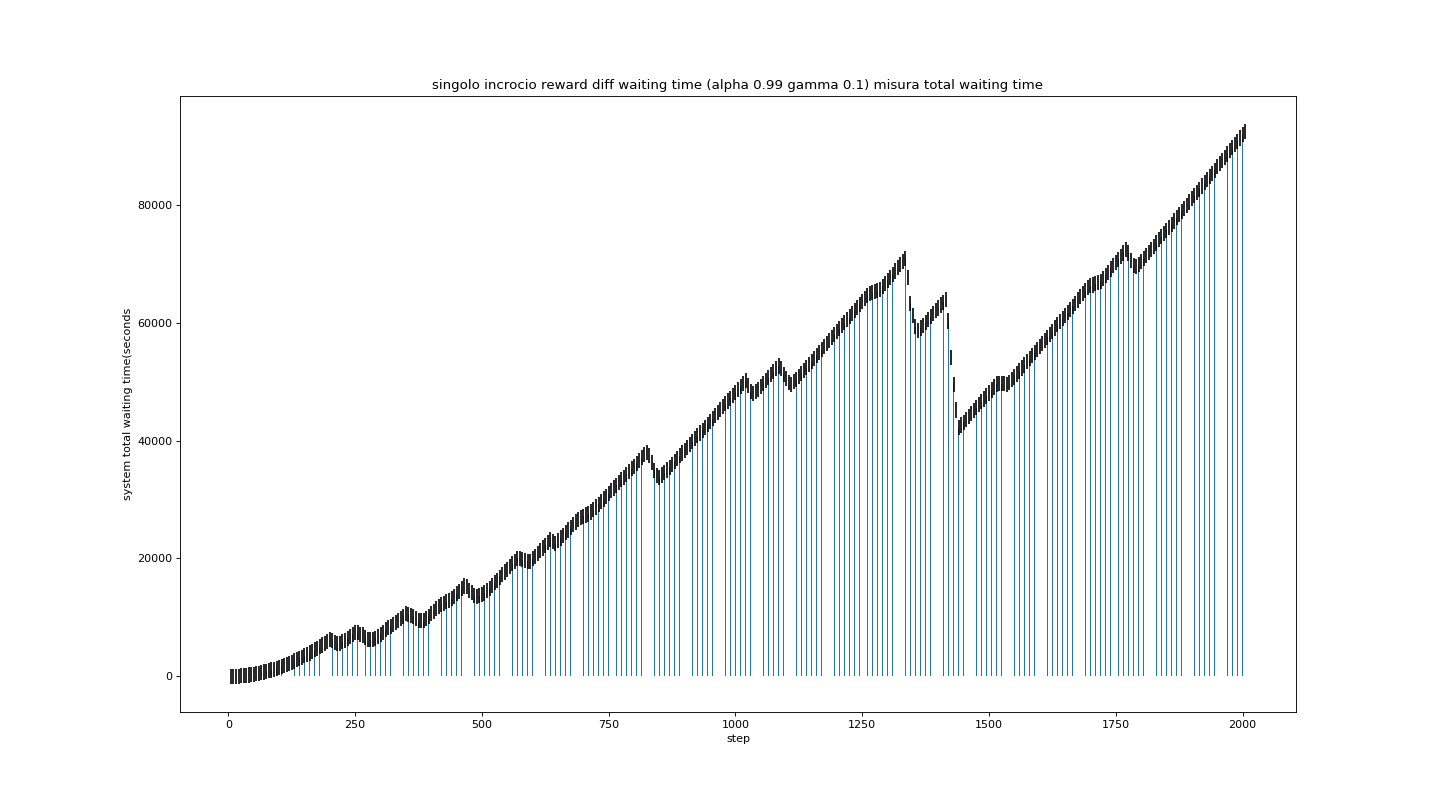 singolo incrocio reward diff waiting time (alpha 0.99 gamma 0.1) misura total waiting time
system total waiting time(seconds
80000
60000
40000
20000
0
0 250 500 750 1000 1250 1500 1750 2000
step